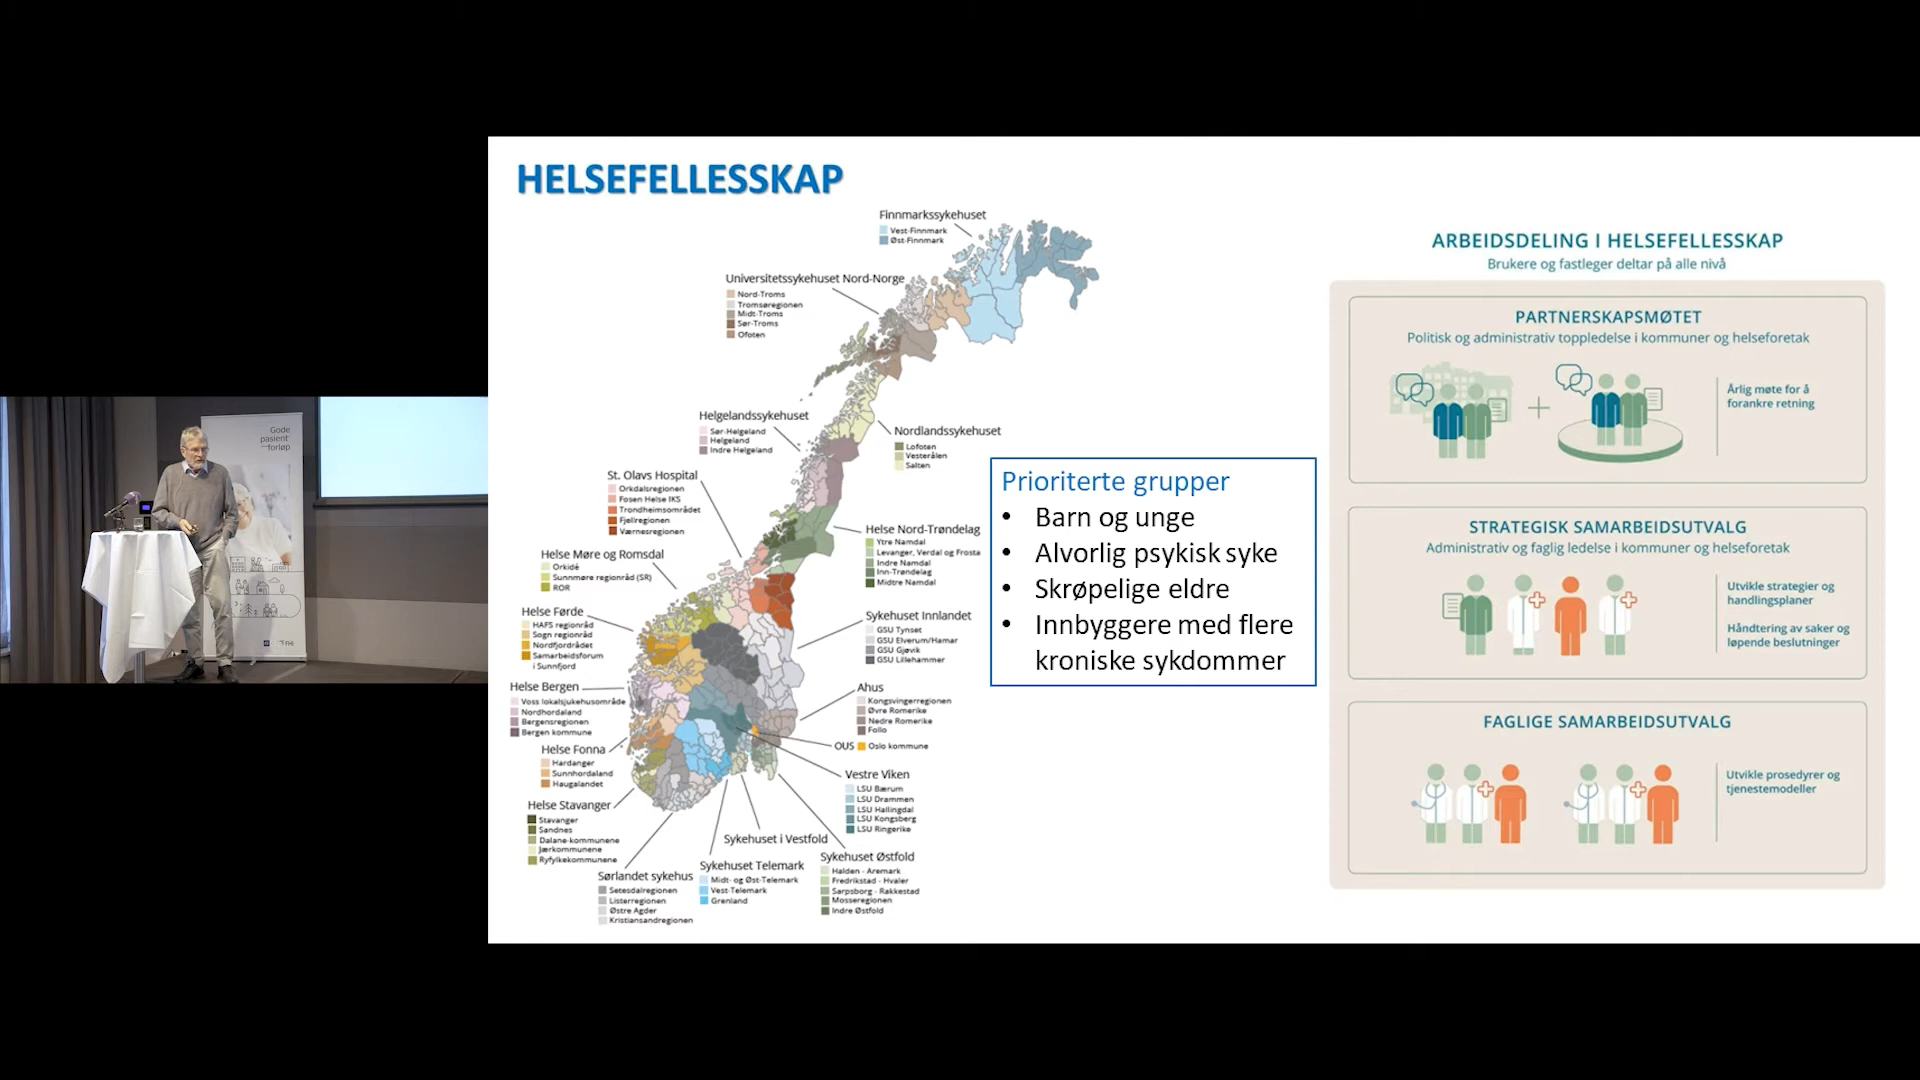 Gode
pasient
forløp
FHI
HELSEFELLESSKAP
Finnmarkssykehuset
Vest-Finnmark
Øst-Finnmark
Universitetssykehuset Nord-Norge
Nord-Troms
Tromsøregionen
Midt-Troms
Sør-Troms
Ofoten
Helgelandssykehuset
Sør-Helgeland
Helgeland
Indre Helgeland
Nordlandssykehuset
Lofoten
Vesterålen
Salten
St. Olavs Hospital
Orkdalsregionen
Fosen Helse IKS
Trondheimsområdet
Fjellregionen
Værnesregionen
Helse Nord-Trøndelag
Ytre Namdal
Levanger, Verdal og Frosta
Indre Namdal
Inn-Trøndelag
Midtre Namdal
Helse Møre og Romsdal
Orkidé
Sunnmøre regionråd (SR)
ROR
Helse Førde
HAFS regionråd
Sogn regionråd
Nordfjordrådet
Samarbeidsforum
i Sunnfjord
Sykehuset Innlandet
GSU Tynset
GSU Elverum/Hamar
GSU Gjøvik
GSU Lillehammer
Helse Bergen
Voss lokalsjukehusområde
Nordhordaland
Bergensregionen
Bergen kommune
Ahus
Kongsvingerregionen
Øvre Romerike
Nedre Romerike
Follo
OUS
Oslo kommune
Helse Fonna
Hardanger
Sunnhordaland
Haugalandet
Vestre Viken
LSU Bærum
LSU Drammen
LSU Hallingdal
LSU Kongsberg
LSU Ringerike
Helse Stavanger
Stavanger
Sandnes
Dalane-kommunene
Jærkommunene
Ryfylkekommunene
Sykehuset i Vestfold
Sykehuset Telemark
Midt- og Øst-Telemark
Vest-Telemark
Grenland
Sykehuset Østfold
Halden - Aremark
Fredrikstad - Hvaler
Sarpsborg - Rakkestad
Mosseregionen
Indre Østfold
Sørlandet sykehus
Setesdalregionen
Listerregionen
Østre Agder
Kristiansandregionen
Prioriterte grupper
• Barn og unge
• Alvorlig psykisk syke
• Skrøpelige eldre
• Innbyggere med flere
kroniske sykdommer
ARBEIDSDELING I HELSEFELLESSKAP
Brukere og fastleger deltar på alle nivå
PARTNERSKAPSMØTET
Politisk og administrativ toppledelse i kommuner og helseforetak
Årlig møte for å
forankre retning
STRATEGISK SAMARBEIDSUTVALG
Administrativ og faglig ledelse i kommuner og helseforetak
Utvikle strategier og
handlingsplaner
Håndtering av saker og
løpende beslutninger
FAGLIGE SAMARBEIDSUTVALG
Utvikle prosedyrer og
tjenestemodeller